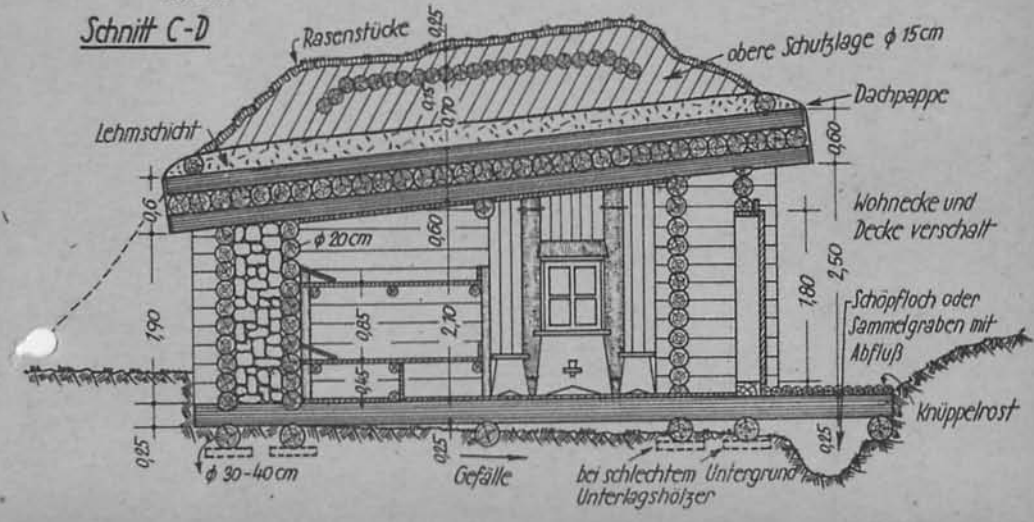 Schnitt C-D
Rasenstücke
0,25
obere Schutzlage ϕ 15cm
Dachpappe
0,15
0,70
Lehmschicht
0,60
0,6
Wohnecke und
Decke verschalt
ϕ 20cm
0,60
2,50
1,80
1,90
0,85
2,10
Schöpfloch oder
Sammelgraben mit
Abfluß
0,45
Knüppelrost
0,25
0,25
0,25
ϕ 30-40cm
Gefälle
bei schlechtem Untergrund
Unterlagshölzer